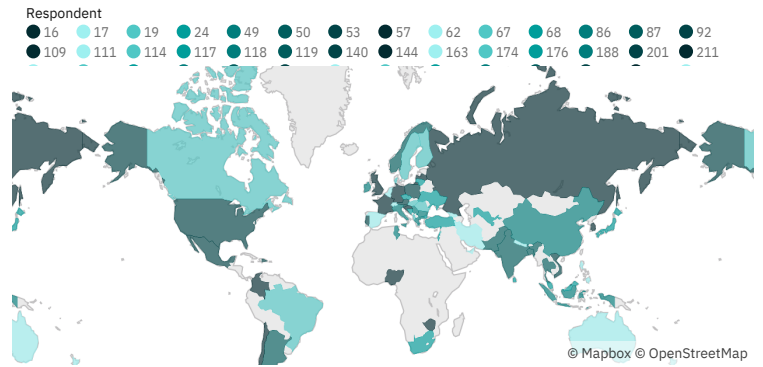 Respondent
16 17 19 24 49 50 53 57 62 67 68 86 87 92
109 111 114 117 118 119 140 144 163 174 176 188 201 211
© Mapbox © OpenStreetMap